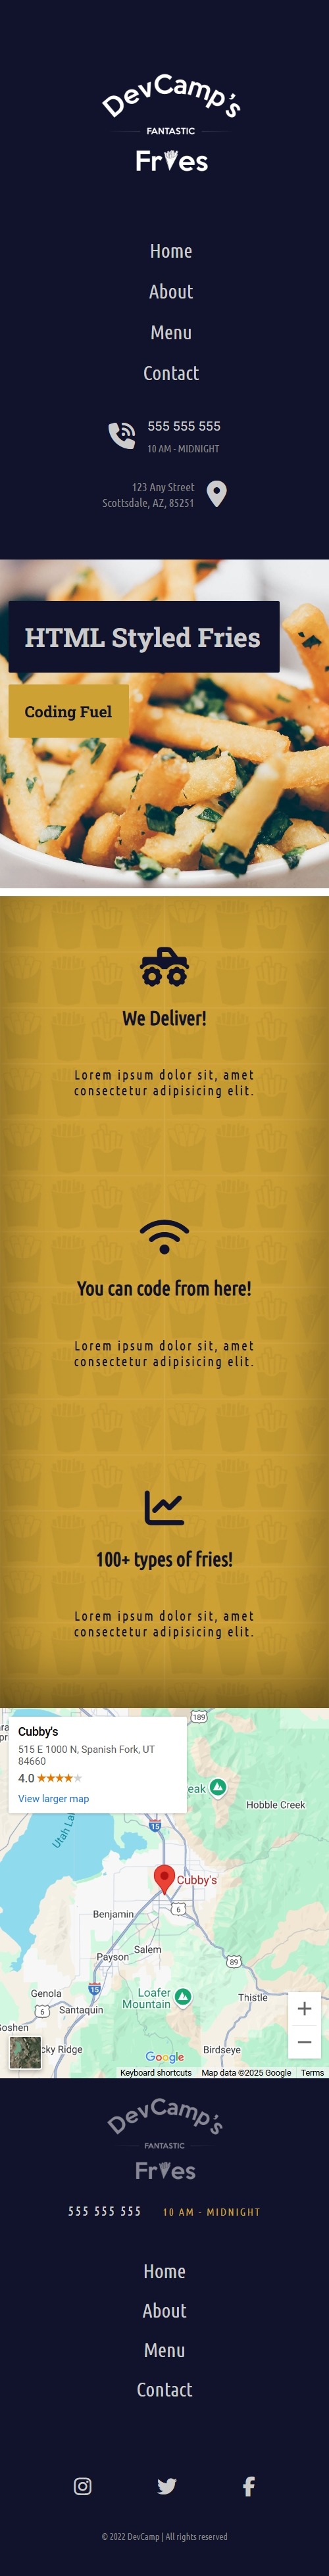 DevCamp's
FANTASTIC
Fries
Home
About
Menu
Contact
555 555 555
10 AM - MIDNIGHT
123 Any Street
Scottsdale, AZ, 85251
HTML Styled Fries
Coding Fuel
We Deliver!
Lorem ipsum dolor sit, amet
consectetur adipisicing elit.
You can code from here!
Lorem ipsum dolor sit, amet
consectetur adipisicing elit.
100+ types of fries!
Lorem ipsum dolor sit, amet
consectetur adipisicing elit.
189
Cubby's
515 E 1000 N, Spanish Fork, UT
84660
4.0
View larger map
eak
Hobble Creek
Utah La
15
Cubby's
6
Benjamin
Salem
Payson
89
15
Genola
Loafer
Mountain
Thistle
6
Santaquin
Goshen
cky Ridge
Google
Birdseye
Keyboard shortcuts
Map data ©2025 Google
Terms
DevCamp's
FANTASTIC
Fries
555 555 555
10 AM - MIDNIGHT
Home
About
Menu
Contact
© 2022 DevCamp | All rights reserved